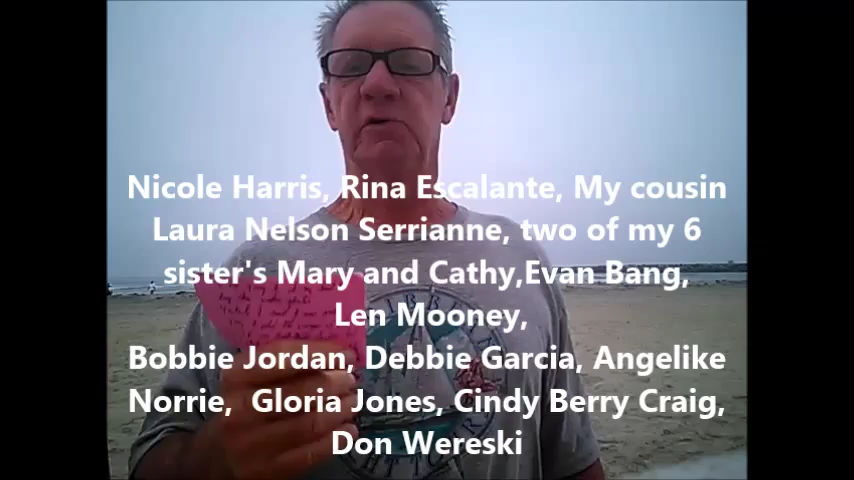 Nicole Harris, Rina Escalante, My cousin
Laura Nelson Serrianne, two of my 6
sister's Mary and Cathy,Evan Bang,
Len Mooney,
Bobbie Jordan, Debbie Garcia, Angelike
Norrie,  Gloria Jones, Cindy Berry Craig,
Don Wereski